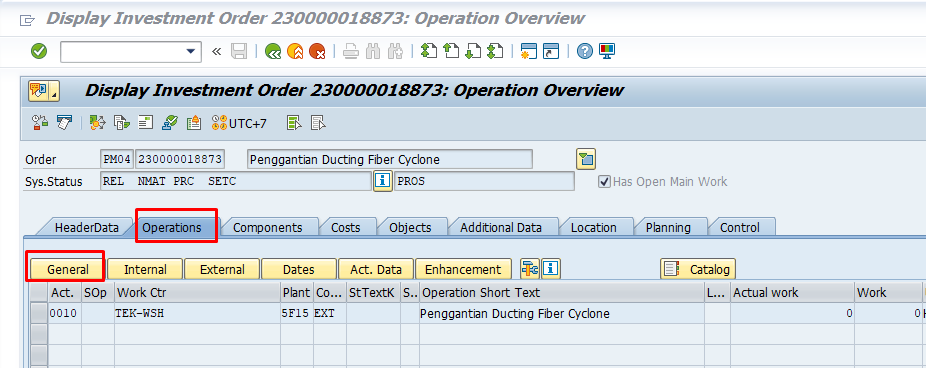 Display Investment Order 230000018873: Operation Overview
Display Investment Order 230000018873: Operation Overview
UTC+7
Order PM04 230000018873 Penggantian Ducting Fiber Cyclone
Sys.Status REL NMAT PRC SETC PROS Has Open Main Work
HeaderData Operations Components Costs Objects Additional Data Location Planning Control
General Internal External Dates Act. Data Enhancement Catalog
Act. SOp Work Ctr Plant Co... StTextK S... Operation Short Text L... Actual work Work
0010 TEK-WSH 5F15 EXT Penggantian Ducting Fiber Cyclone 0 0